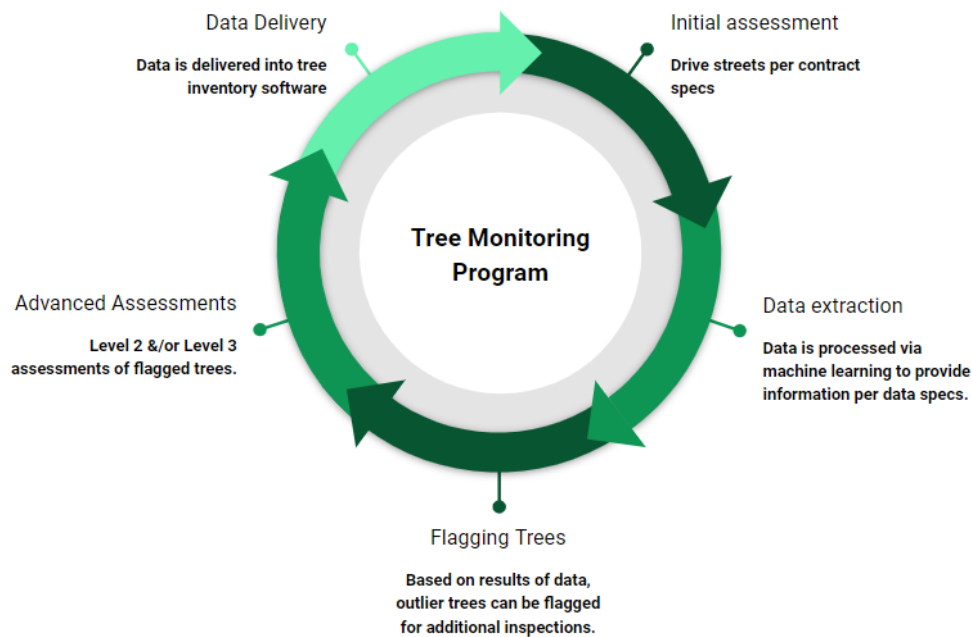 Data Delivery
Data is delivered into tree
inventory software
Initial assessment
Drive streets per contract
specs
Tree Monitoring
Program
Advanced Assessments
Level 2 &/or Level 3
assessments of flagged trees.
Data extraction
Data is processed via
machine learning to provide
information per data specs.
Flagging Trees
Based on results of data,
outlier trees can be flagged
for additional inspections.